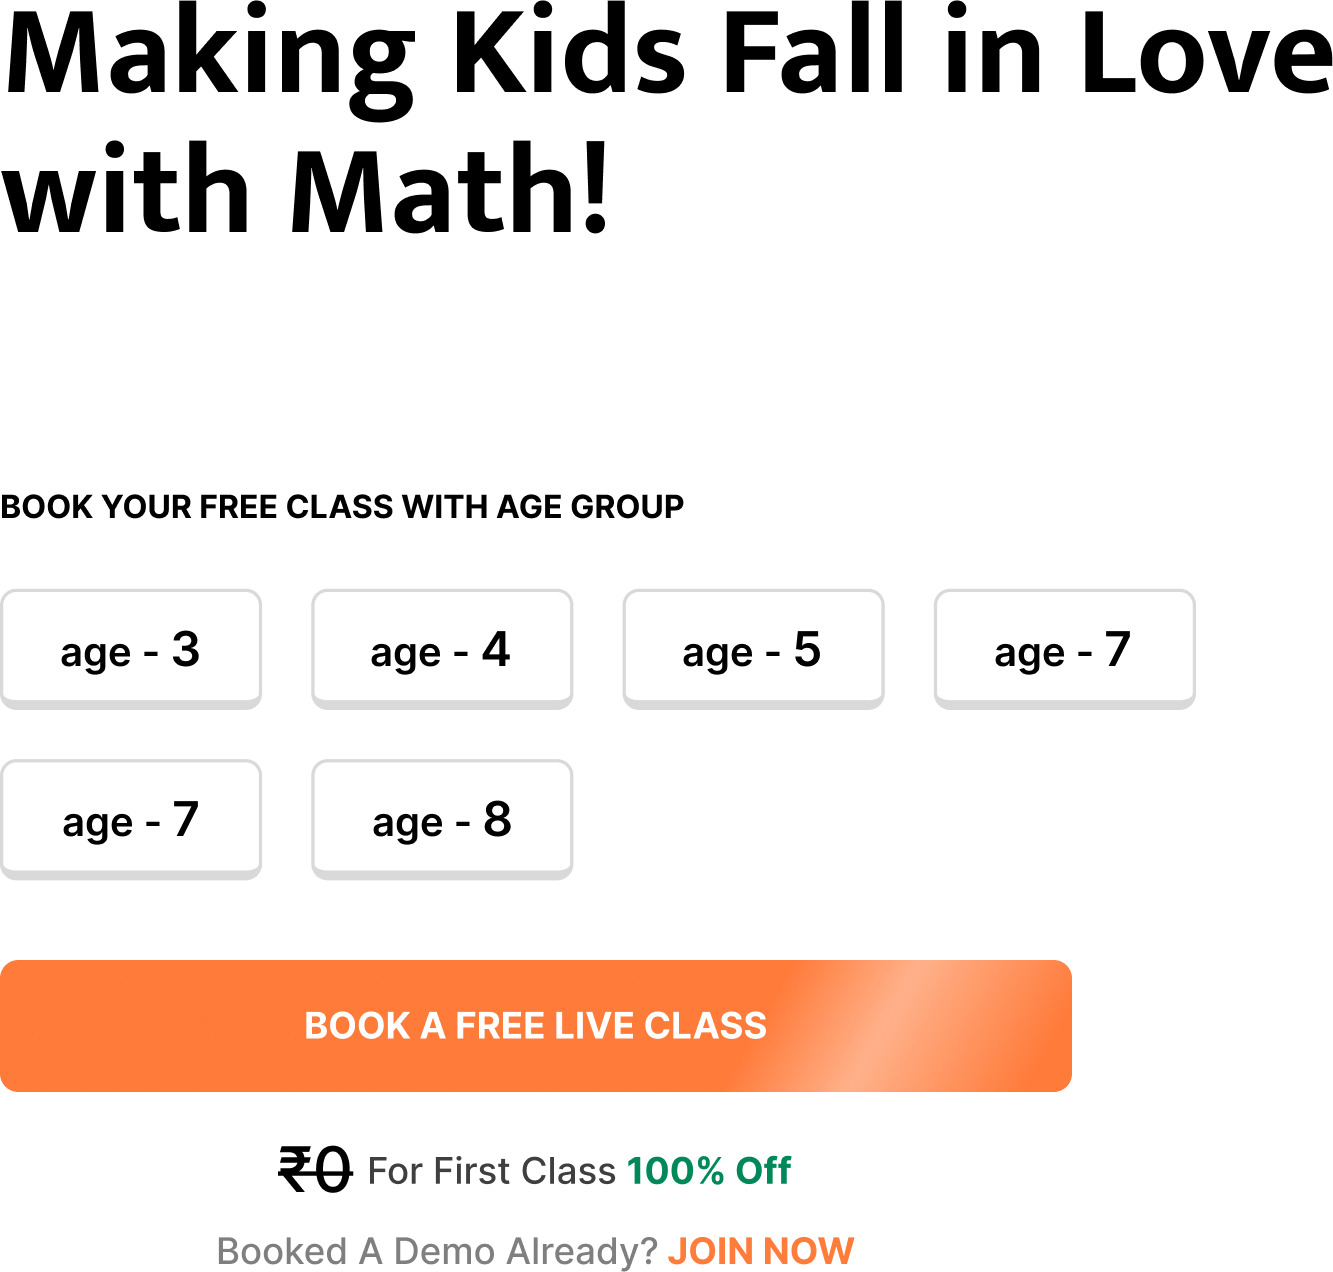 Making Kids Fall in Love
with Math!
BOOK YOUR FREE CLASS WITH AGE GROUP
age - 3
age - 4
age - 5
age - 7
age - 7
age - 8
BOOK A FREE LIVE CLASS
₹0 For First Class 100% Off
Booked A Demo Already? JOIN NOW